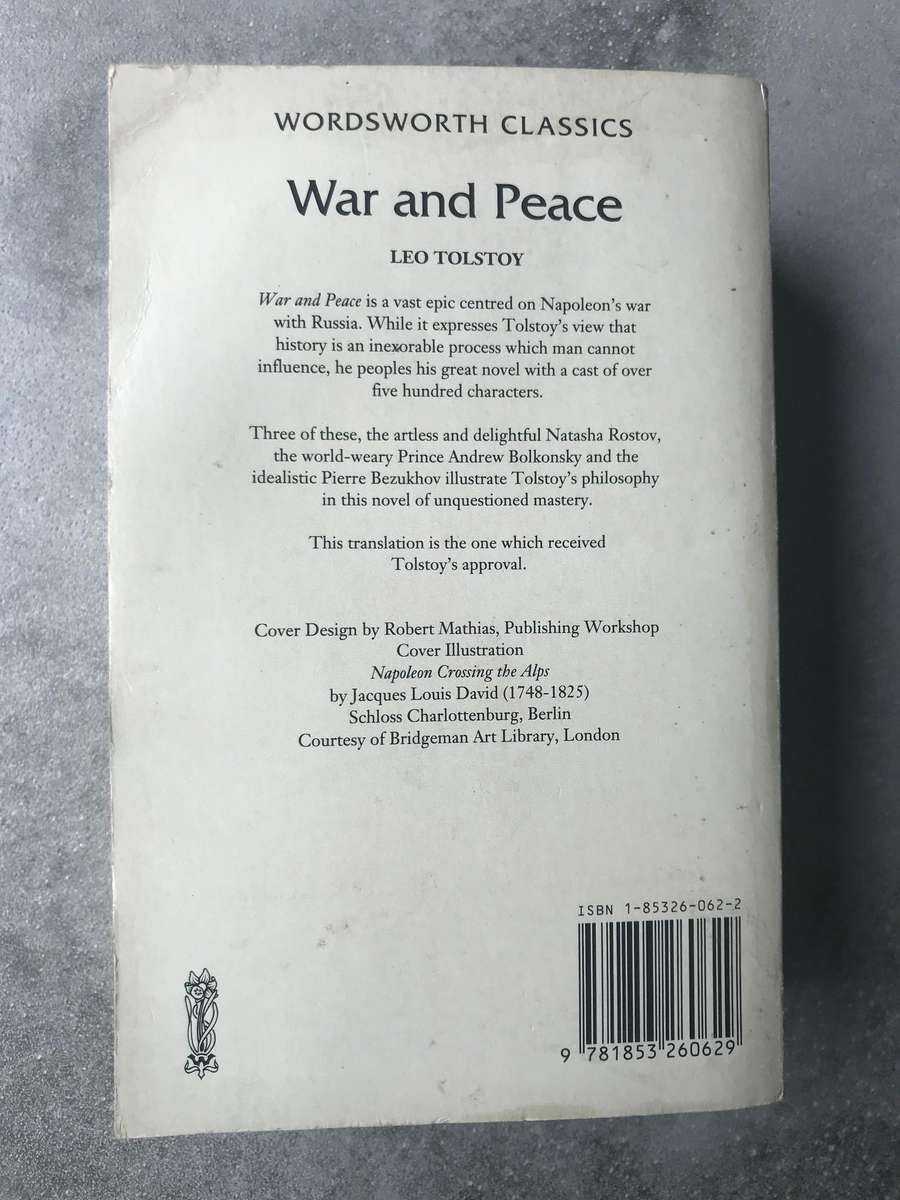 WORDSWORTH CLASSICS
War and Peace
LEO TOLSTOY
War and Peace is a vast epic centred on Napoleon's war
with Russia. While it expresses Tolstoy's view that
history is an inexorable process which man cannot
influence, he peoples his great novel with a cast of over
five hundred characters.
Three of these, the artless and delightful Natasha Rostov,
the world-weary Prince Andrew Bolkonsky and the
idealistic Pierre Bezukhov illustrate Tolstoy's philosophy
in this novel of unquestioned mastery.
This translation is the one which received
Tolstoy's approval.
Cover Design by Robert Mathias, Publishing Workshop
Cover Illustration
Napoleon Crossing the Alps
by Jacques Louis David (1748-1825)
Schloss Charlottenburg, Berlin
Courtesy of Bridgeman Art Library, London
ISBN 1-85326-062-2
9 781853 260629